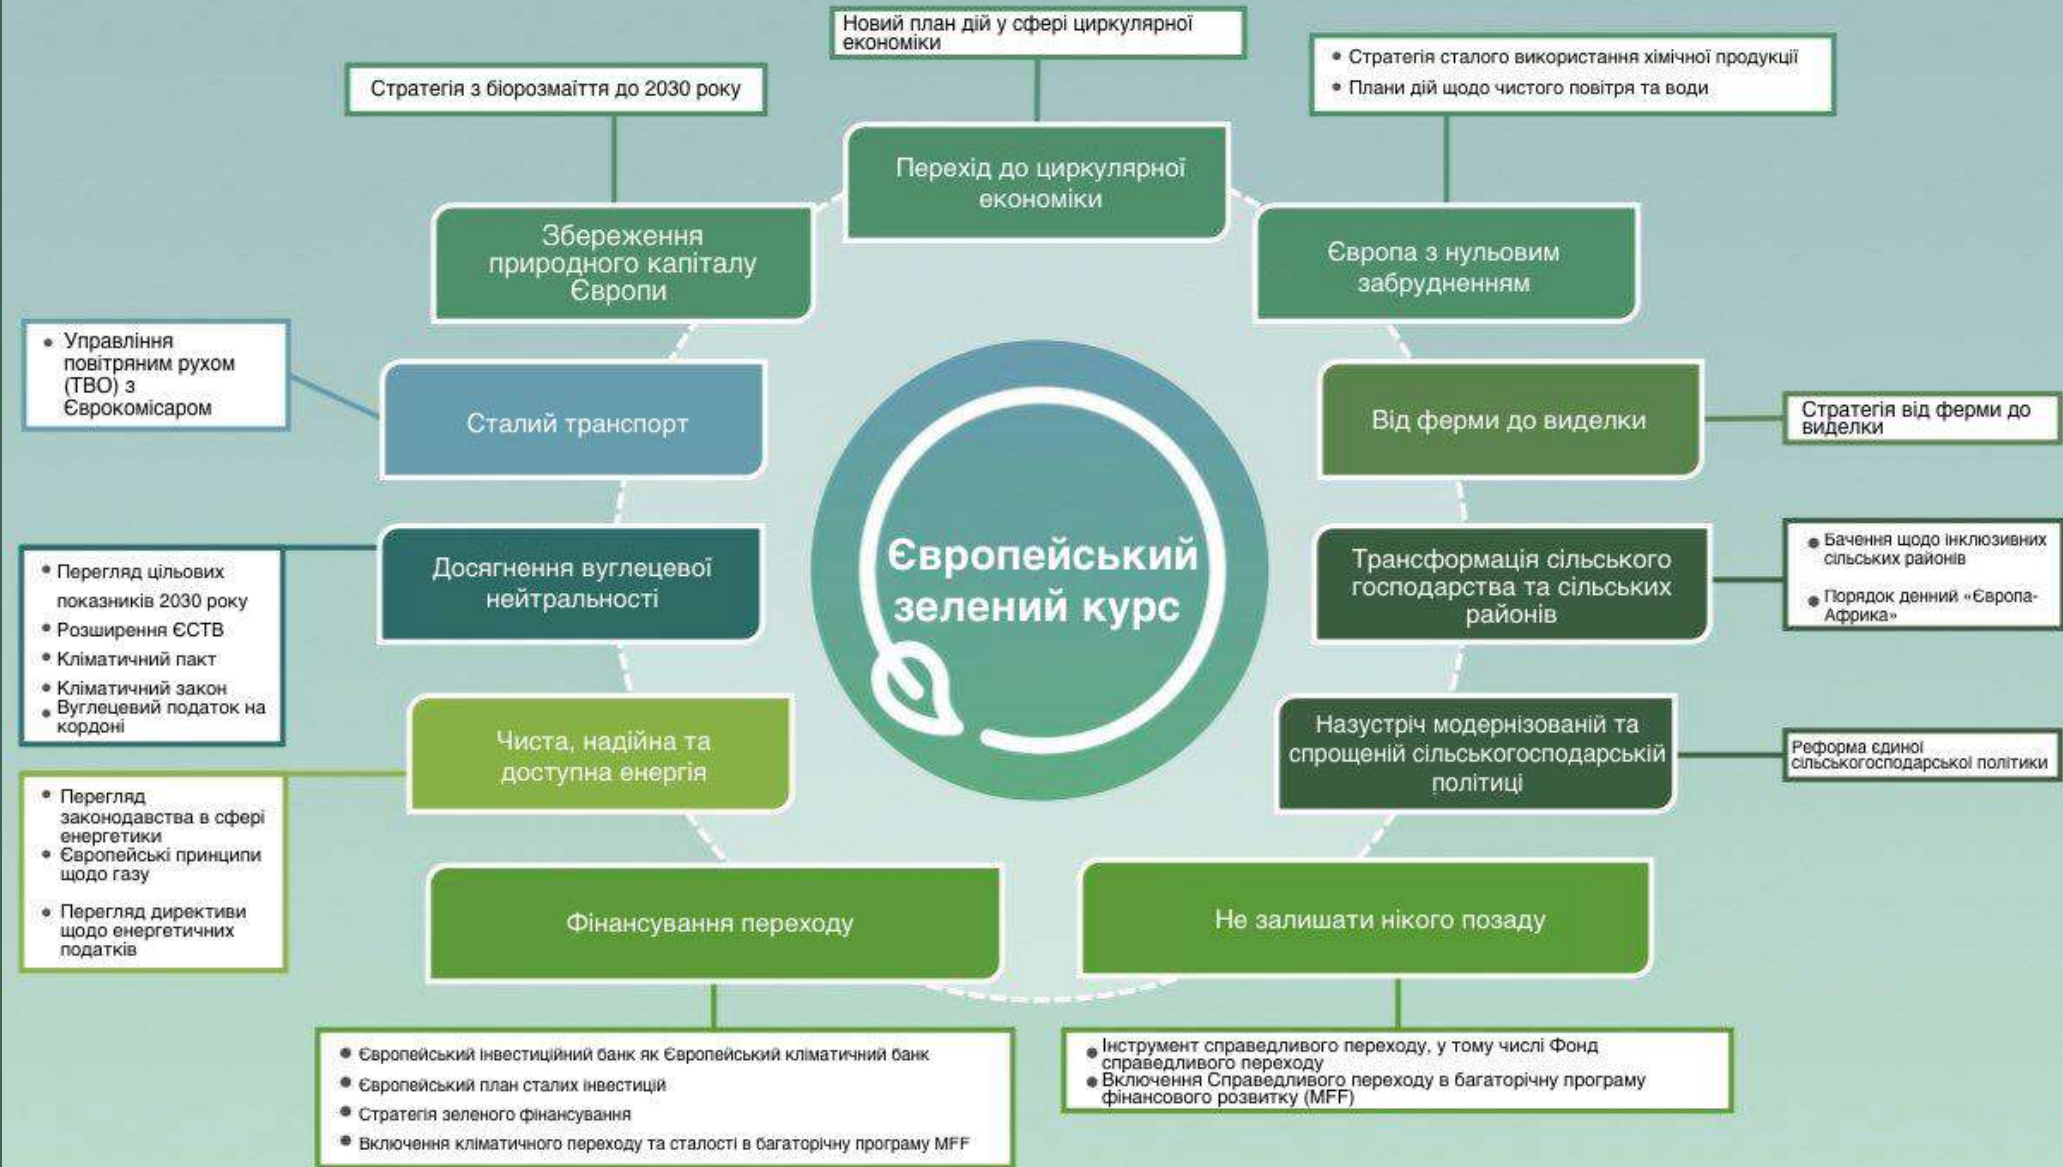 Новий план дій у сфері циркулярної
економіки
Стратегія з біорозмаїття до 2030 року
• Стратегія сталого використання хімічної продукції
• Плани дій щодо чистого повітря та води
Перехід до циркулярної
економіки
Збереження
природного капіталу
Європи
Європа з нульовим
забрудненням
• Управління
повітряним рухом
(ТВО) з
Єврокомісаром
Сталий транспорт
Від ферми до виделки
Стратегія від ферми до
виделки
Європейський
зелений курс
• Перегляд цільових
показників 2030 року
• Розширення ЄСТВ
• Кліматичний пакт
• Кліматичний закон
• Вуглецевий податок на
кордоні
Досягнення вуглецевої
нейтральності
Трансформація сільського
господарства та сільських
районів
• Бачення щодо інклюзивних
сільських районів
• Порядок денний «Європа-
Африка»
Чиста, надійна та
доступна енергія
Назустріч модернізованій та
спрощеній сільськогосподарській
політиці
Реформа єдиної
сільськогосподарської політики
• Перегляд
законодавства в сфері
енергетики
• Європейські принципи
щодо газу
• Перегляд директиви
щодо енергетичних
податків
Фінансування переходу
Не залишати нікого позаду
• Європейський інвестиційний банк як Європейський кліматичний банк
• Європейський план сталих інвестицій
• Стратегія зеленого фінансування
• Включення кліматичного переходу та сталості в багаторічну програму MFF
• Інструмент справедливого переходу, у тому числі Фонд
справедливого переходу
• Включення Справедливого переходу в багаторічну програму
фінансового розвитку (MFF)